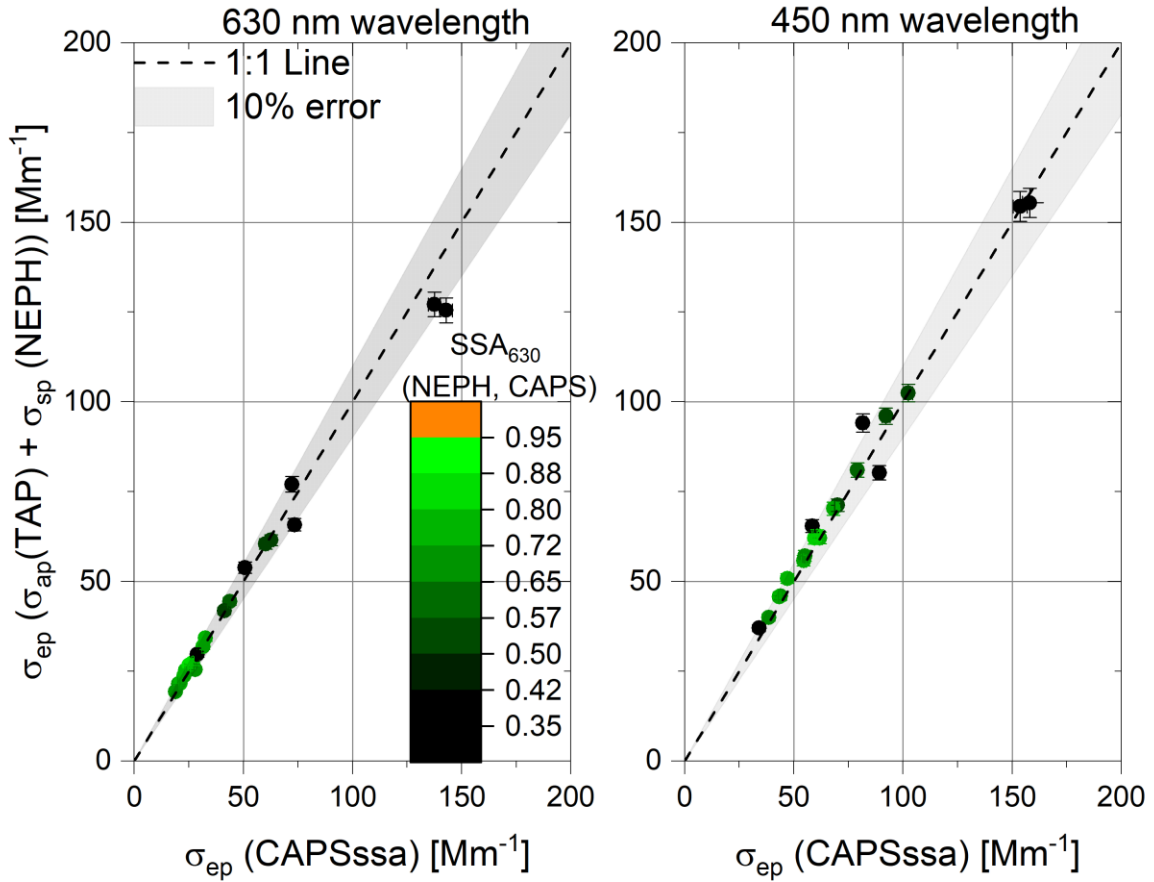 630 nm wavelength
450 nm wavelength
σep (σap(TAP) + σsp (NEPH)) [Mm-1]
200
150
100
50
0
1:1 Line
10% error
SSA630
(NEPH, CAPS)
0.95
0.88
0.80
0.72
0.65
0.57
0.50
0.42
0.35
0 50 100 150 200
σep (CAPSssa) [Mm-1]
200
150
100
50
0
0 50 100 150 200
σep (CAPSssa) [Mm-1]